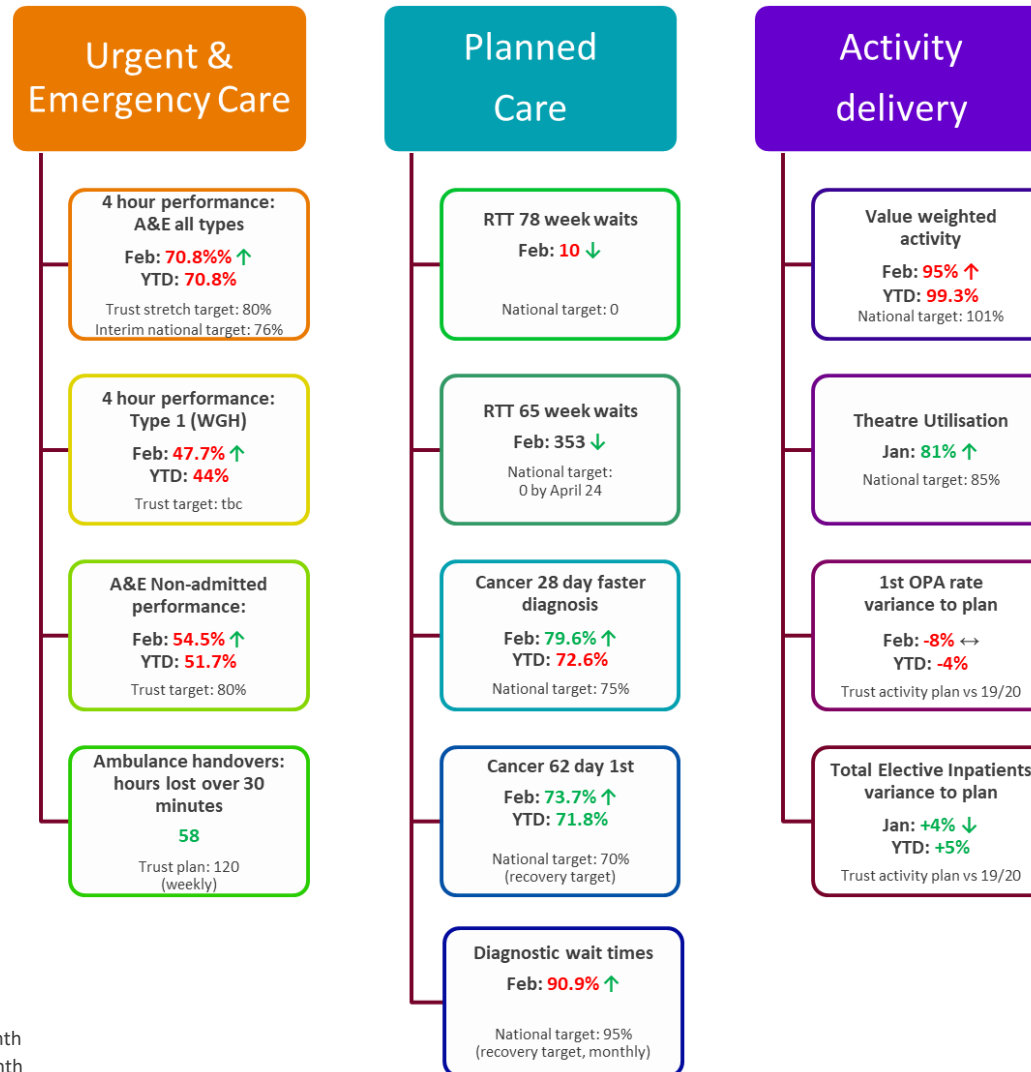 Urgent &
Emergency Care
4 hour performance:
A&E all types
Feb: 70.8%% ↑
YTD: 70.8%
Trust stretch target: 80%
Interim national target: 76%
4 hour performance:
Type 1 (WGH)
Feb: 47.7% ↑
YTD: 44%
Trust target: tbc
A&E Non-admitted
performance:
Feb: 54.5% ↑
YTD: 51.7%
Trust target: 80%
Ambulance handovers:
hours lost over 30
minutes
58
Trust plan: 120
(weekly)
Planned
Care
RTT 78 week waits
Feb: 10 ↓
National target: 0
RTT 65 week waits
Feb: 353 ↓
National target:
0 by April 24
Cancer 28 day faster
diagnosis
Feb: 79.6% ↑
YTD: 72.6%
National target: 75%
Cancer 62 day 1st
Feb: 73.7% ↑
YTD: 71.8%
National target: 70%
(recovery target)
Diagnostic wait times
Feb: 90.9% ↑
National target: 95%
(recovery target, monthly)
Activity
delivery
Value weighted
activity
Feb: 95% ↑
YTD: 99.3%
National target: 101%
Theatre Utilisation
Jan: 81% ↑
National target: 85%
1st OPA rate
variance to plan
Feb: -8% ↔
YTD: -4%
Trust activity plan vs 19/20
Total Elective Inpatients
variance to plan
Jan: +4% ↓
YTD: +5%
Trust activity plan vs 19/20